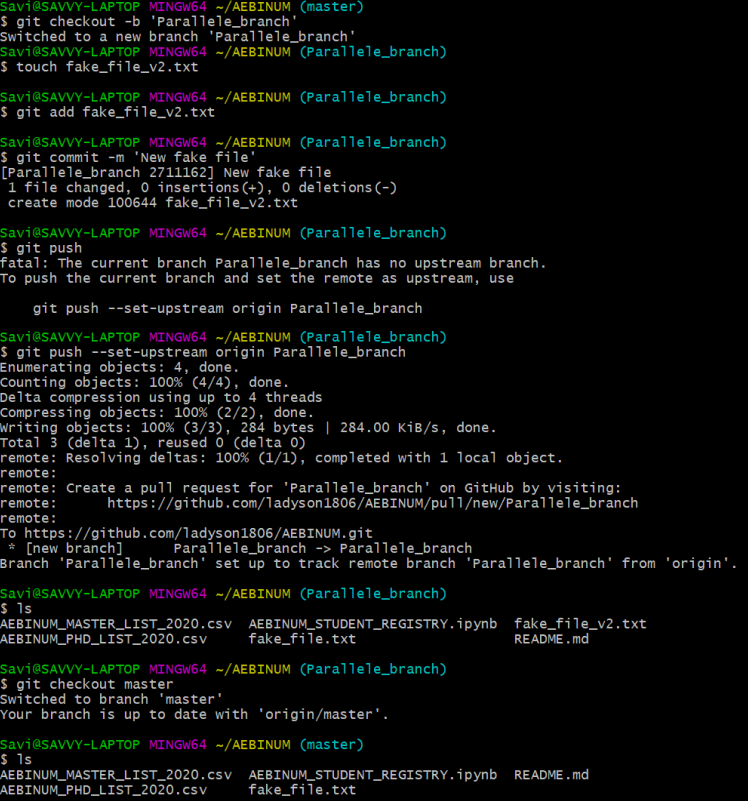 Savi@SAVVY-LAPTOP MINGW64 ~/AEBINUM (master)
$ git checkout -b 'Parallele_branch'
Switched to a new branch 'Parallele_branch'
Savi@SAVVY-LAPTOP MINGW64 ~/AEBINUM (Parallele_branch)
$ touch fake_file_v2.txt
Savi@SAVVY-LAPTOP MINGW64 ~/AEBINUM (Parallele_branch)
$ git add fake_file_v2.txt
Savi@SAVVY-LAPTOP MINGW64 ~/AEBINUM (Parallele_branch)
$ git commit -m 'New fake file'
[Parallele_branch 2711162] New fake file
 1 file changed, 0 insertions(+), 0 deletions(-)
 create mode 100644 fake_file_v2.txt
Savi@SAVVY-LAPTOP MINGW64 ~/AEBINUM (Parallele_branch)
$ git push
fatal: The current branch Parallele_branch has no upstream branch.
To push the current branch and set the remote as upstream, use
    git push --set-upstream origin Parallele_branch
Savi@SAVVY-LAPTOP MINGW64 ~/AEBINUM (Parallele_branch)
$ git push --set-upstream origin Parallele_branch
Enumerating objects: 4, done.
Counting objects: 100% (4/4), done.
Delta compression using up to 4 threads
Compressing objects: 100% (2/2), done.
Writing objects: 100% (3/3), 284 bytes | 284.00 KiB/s, done.
Total 3 (delta 1), reused 0 (delta 0)
remote: Resolving deltas: 100% (1/1), completed with 1 local object.
remote:
remote: Create a pull request for 'Parallele_branch' on GitHub by visiting:
remote:      https://github.com/ladyson1806/AEBINUM/pull/new/Parallele_branch
remote:
To https://github.com/ladyson1806/AEBINUM.git
 * [new branch]      Parallele_branch -> Parallele_branch
Branch 'Parallele_branch' set up to track remote branch 'Parallele_branch' from 'origin'.
Savi@SAVVY-LAPTOP MINGW64 ~/AEBINUM (Parallele_branch)
$ ls
AEBINUM_MASTER_LIST_2020.csv  AEBINUM_STUDENT_REGISTRY.ipynb  fake_file_v2.txt
AEBINUM_PHD_LIST_2020.csv     fake_file.txt                   README.md
Savi@SAVVY-LAPTOP MINGW64 ~/AEBINUM (Parallele_branch)
$ git checkout master
Switched to branch 'master'
Your branch is up to date with 'origin/master'.
Savi@SAVVY-LAPTOP MINGW64 ~/AEBINUM (master)
$ ls
AEBINUM_MASTER_LIST_2020.csv  AEBINUM_STUDENT_REGISTRY.ipynb  README.md
AEBINUM_PHD_LIST_2020.csv     fake_file.txt